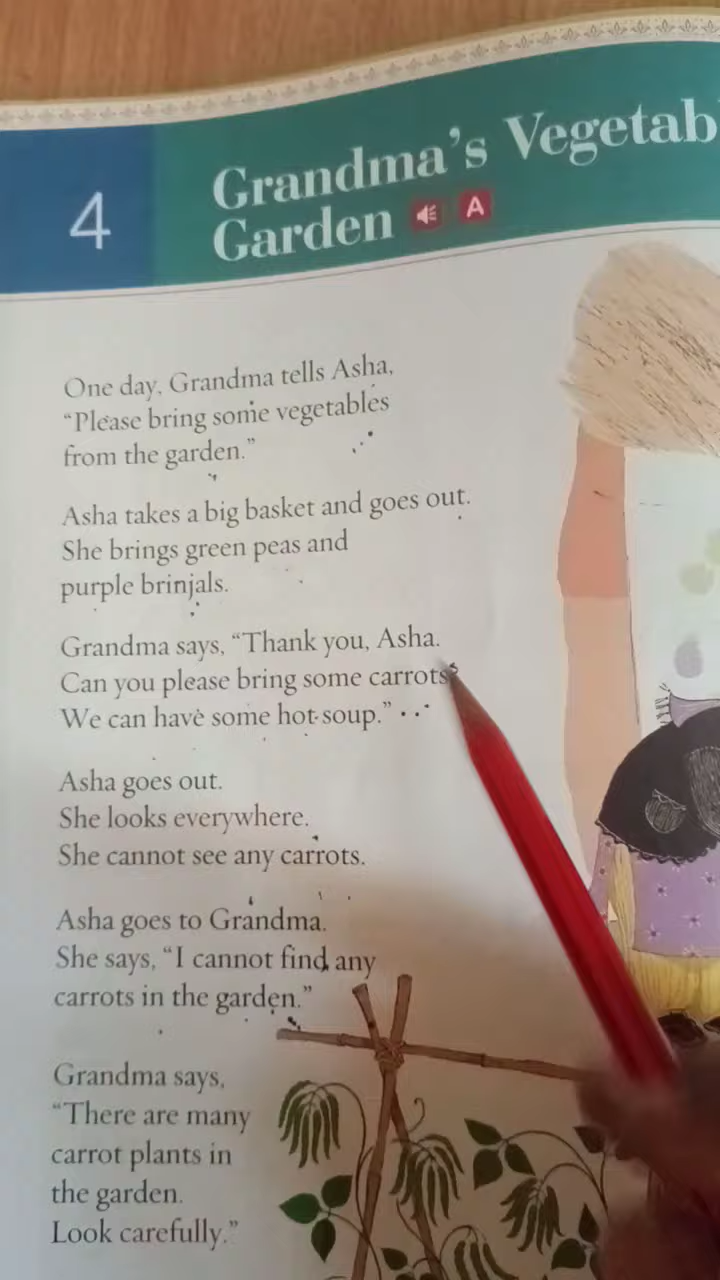 4
Grandma's Vegetab
Garden
A
One day, Grandma tells Asha,
“Please bring some vegetables
from the garden.”
Asha takes a big basket and goes out.
She brings green peas and
purple brinjals.
Grandma says, “Thank you, Asha.
Can you please bring some carrots?
We can have some hot soup.”
Asha goes out.
She looks everywhere.
She cannot see any carrots.
Asha goes to Grandma.
She says, “I cannot find any
carrots in the garden.”
Grandma says,
“There are many
carrot plants in
the garden.
Look carefully.”